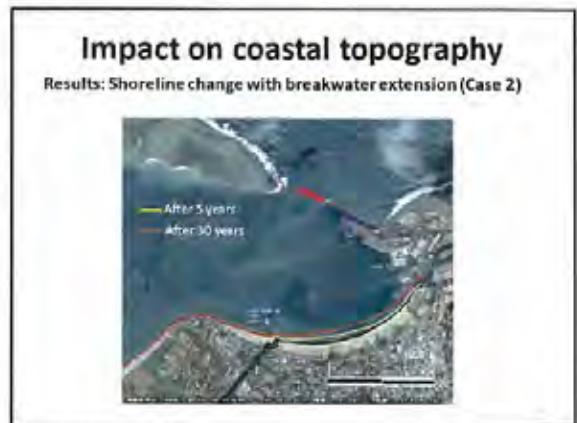 Impact on coastal topography
Results: Shoreline change with breakwater extension (Case 2)
After 5 years
After 30 years